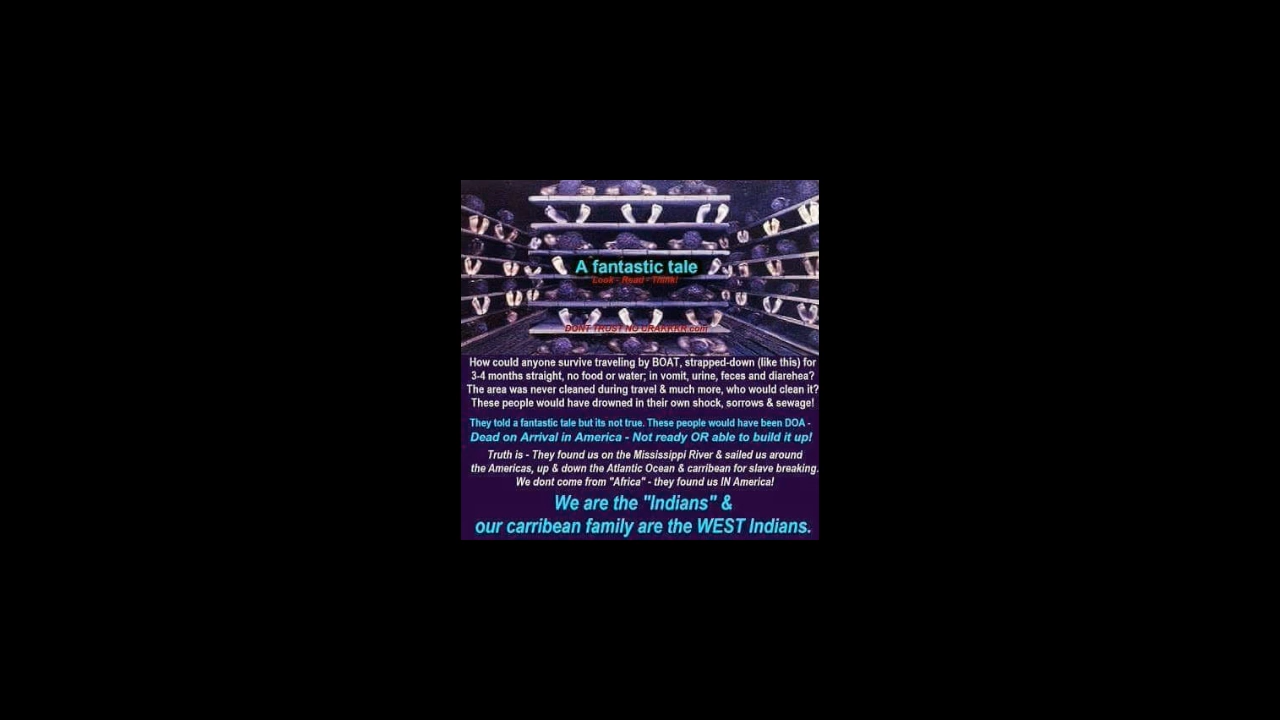 A fantastic tale
Look - Read - Think!
DONT TRUST NO URAKKKK.com
How could anyone survive traveling by BOAT, strapped-down (like this) for
3-4 months straight, no food or water; in vomit, urine, feces and diarehea?
The area was never cleaned during travel & much more, who would clean it?
These people would have drowned in their own shock, sorrows & sewage!
They told a fantastic tale but its not true. These people would have been DOA -
Dead on Arrival in America - Not ready OR able to build it up!
Truth is - They found us on the Mississippi River & sailed us around
the Americas, up & down the Atlantic Ocean & carribean for slave breaking.
We dont come from "Africa" - they found us IN America!
We are the "Indians" &
our carribean family are the WEST Indians.